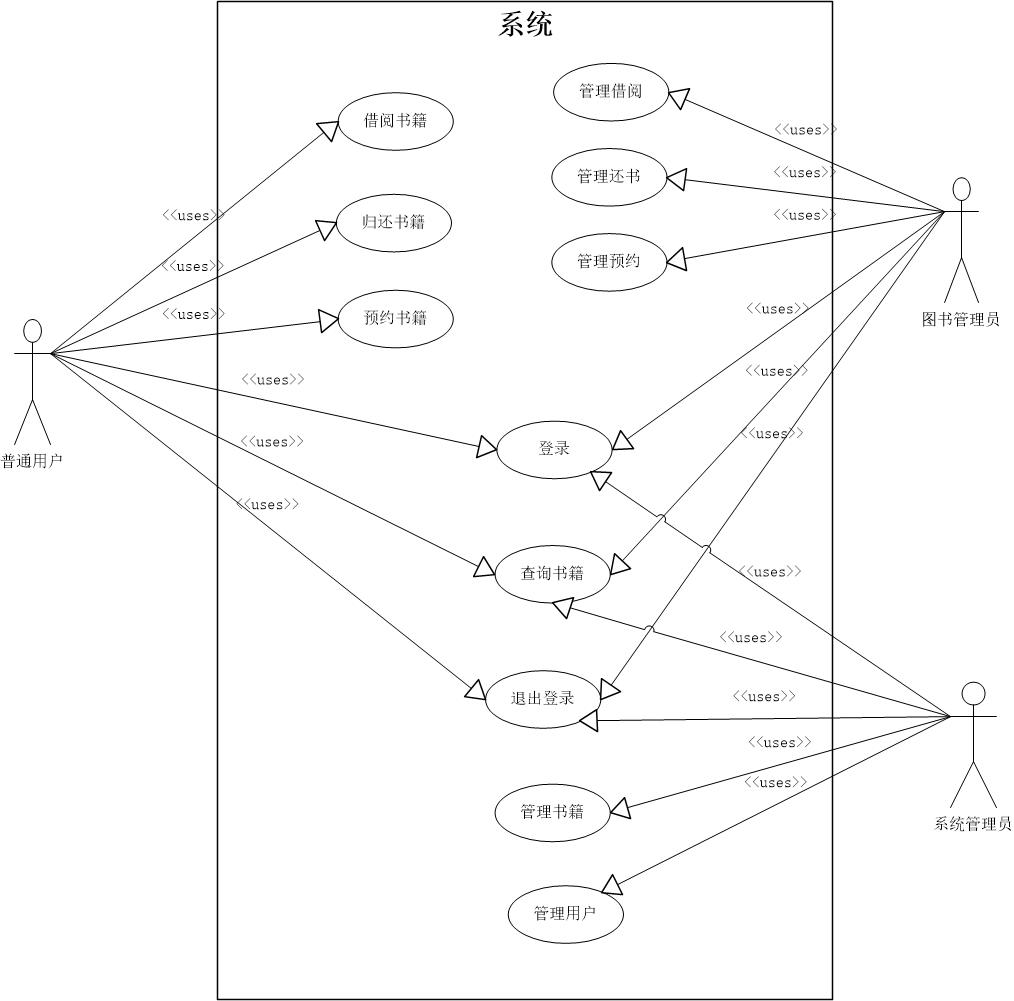 系统
管理借阅
借阅书籍
<<uses>>
<<uses>>
管理还书
<<uses>>
<<uses>>
归还书籍
<<uses>>
管理预约
<<uses>>
<<uses>>
预约书籍
<<uses>>
图书管理员
<<uses>>
<<uses>>
<<uses>>
<<uses>>
登录
普通用户
<<uses>>
查询书籍
<<uses>>
<<uses>>
退出登录
<<uses>>
<<uses>>
<<uses>>
管理书籍
系统管理员
管理用户